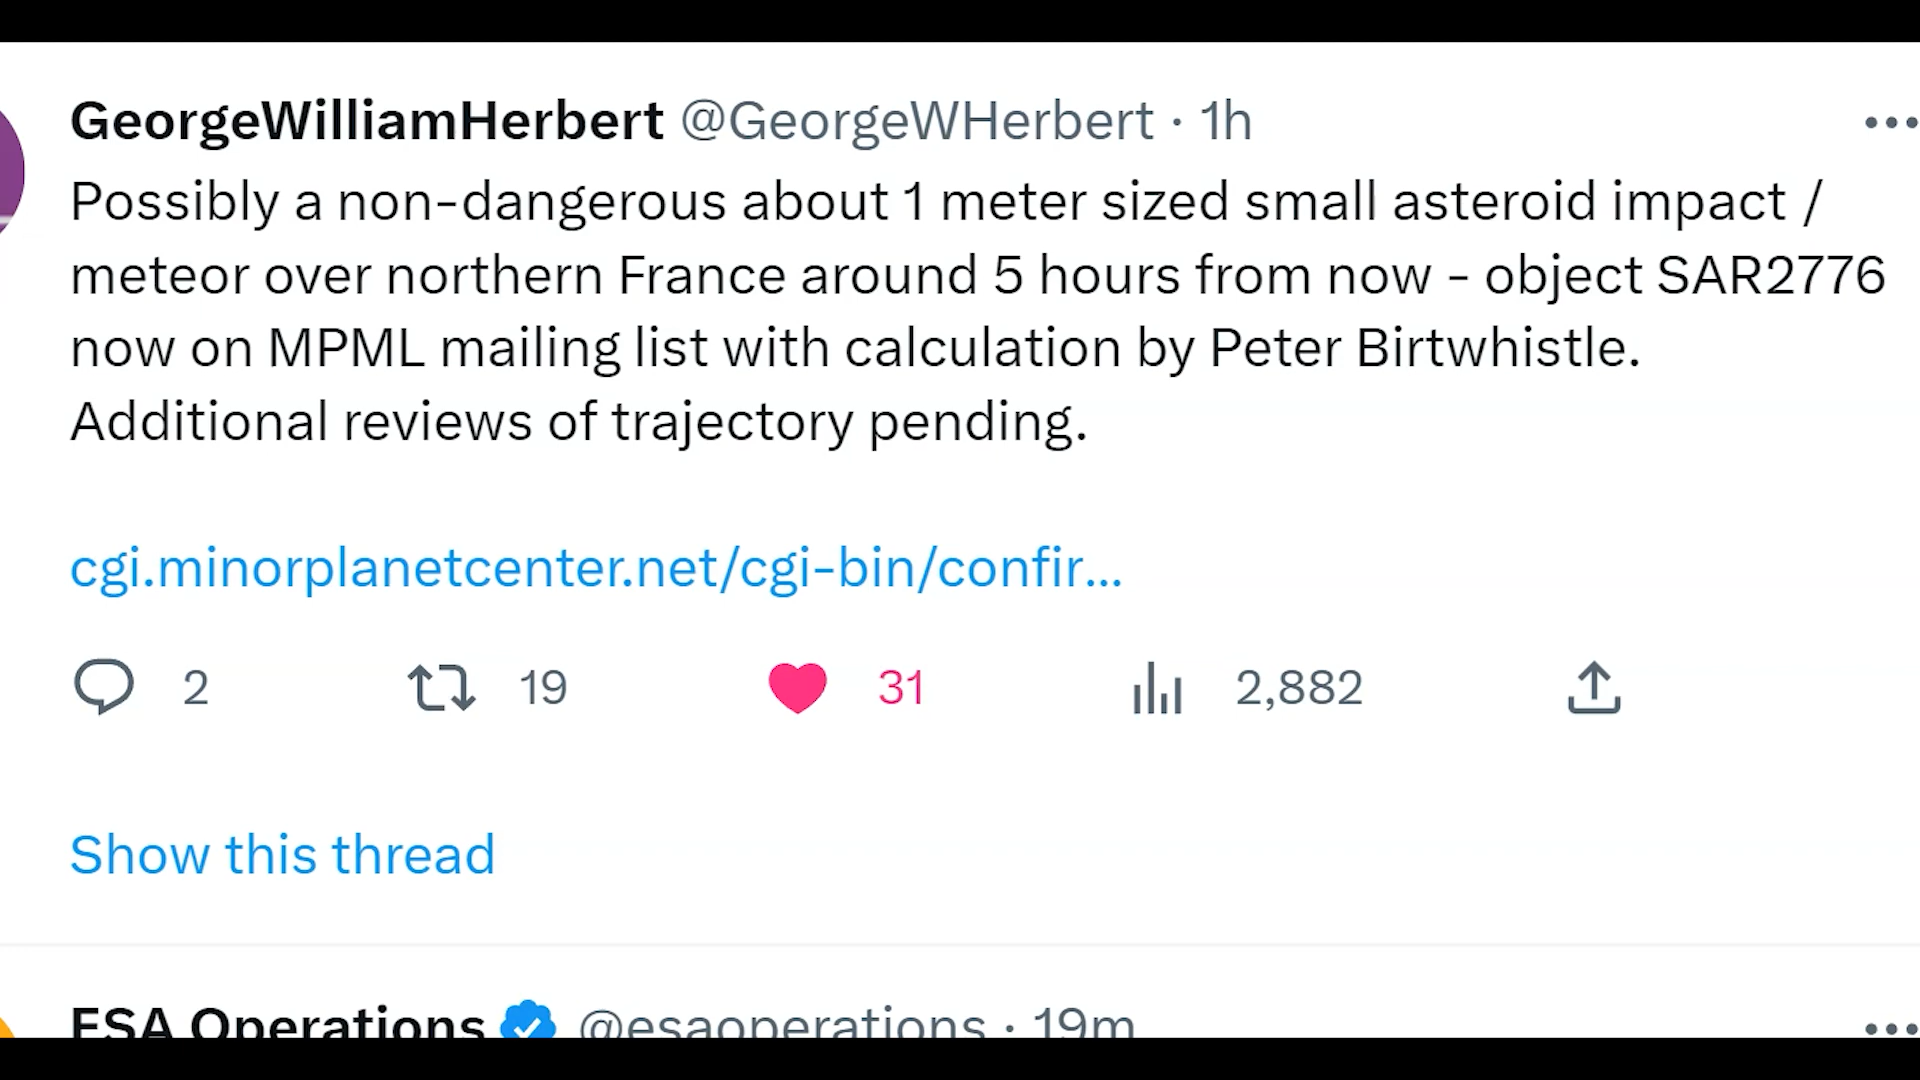 GeorgeWilliamHerbert @GeorgeWHerbert · 1h
Possibly a non-dangerous about 1 meter sized small asteroid impact /
meteor over northern France around 5 hours from now - object SAR2776
now on MPML mailing list with calculation by Peter Birtwhistle.
Additional reviews of trajectory pending.
cgi.minorplanetcenter.net/cgi-bin/confir...
2 19 31 2,882
Show this thread
ESA Operations @esaoperations · 19m